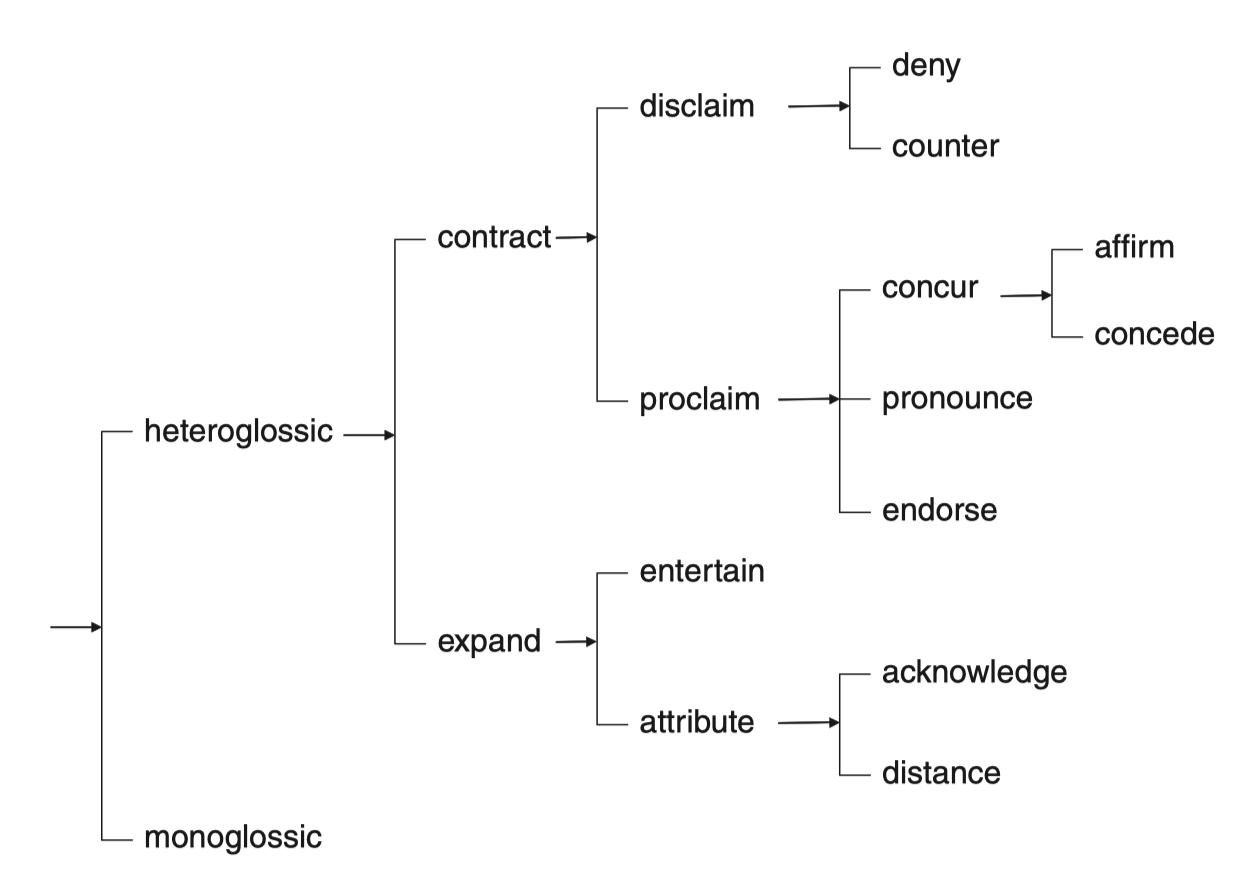 deny
disclaim
counter
contract
affirm
concur
concede
proclaim
pronounce
heteroglossic
endorse
entertain
expand
acknowledge
attribute
distance
monoglossic